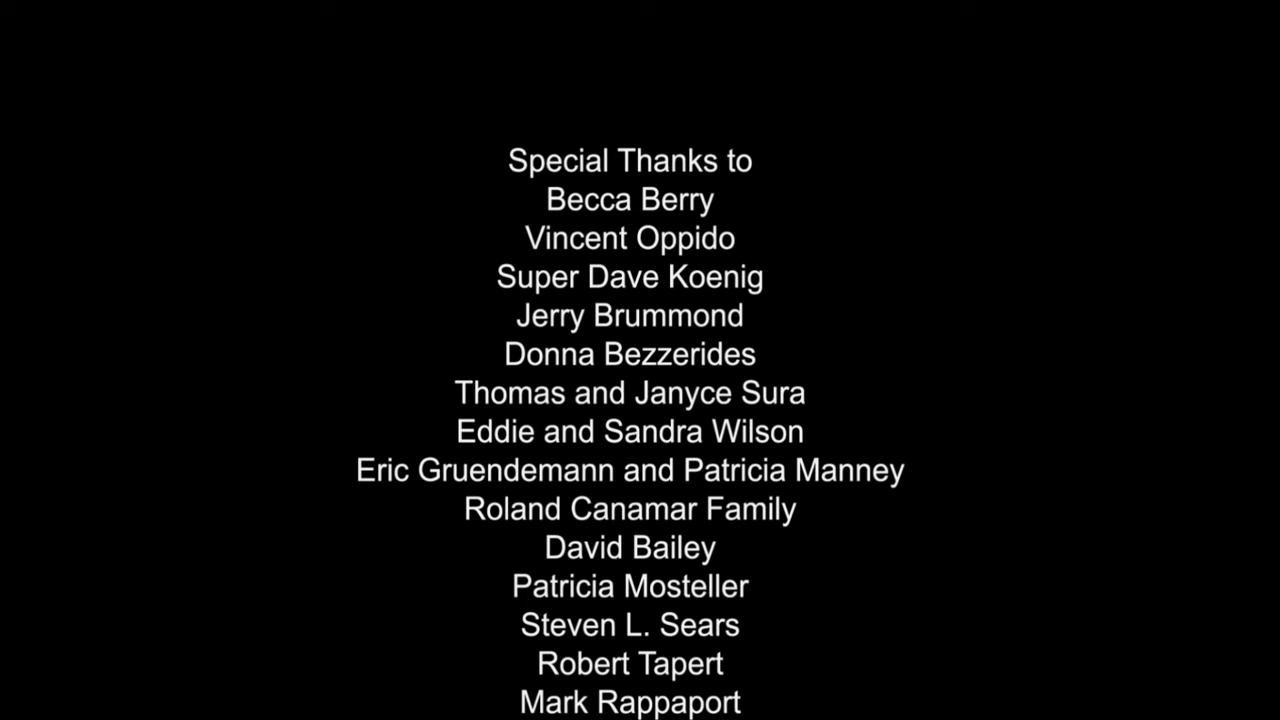 Special Thanks to
Becca Berry
Vincent Oppido
Super Dave Koenig
Jerry Brummond
Donna Bezzerides
Thomas and Janyce Sura
Eddie and Sandra Wilson
Eric Gruendemann and Patricia Manney
Roland Canamar Family
David Bailey
Patricia Mosteller
Steven L. Sears
Robert Tapert
Mark Rappaport